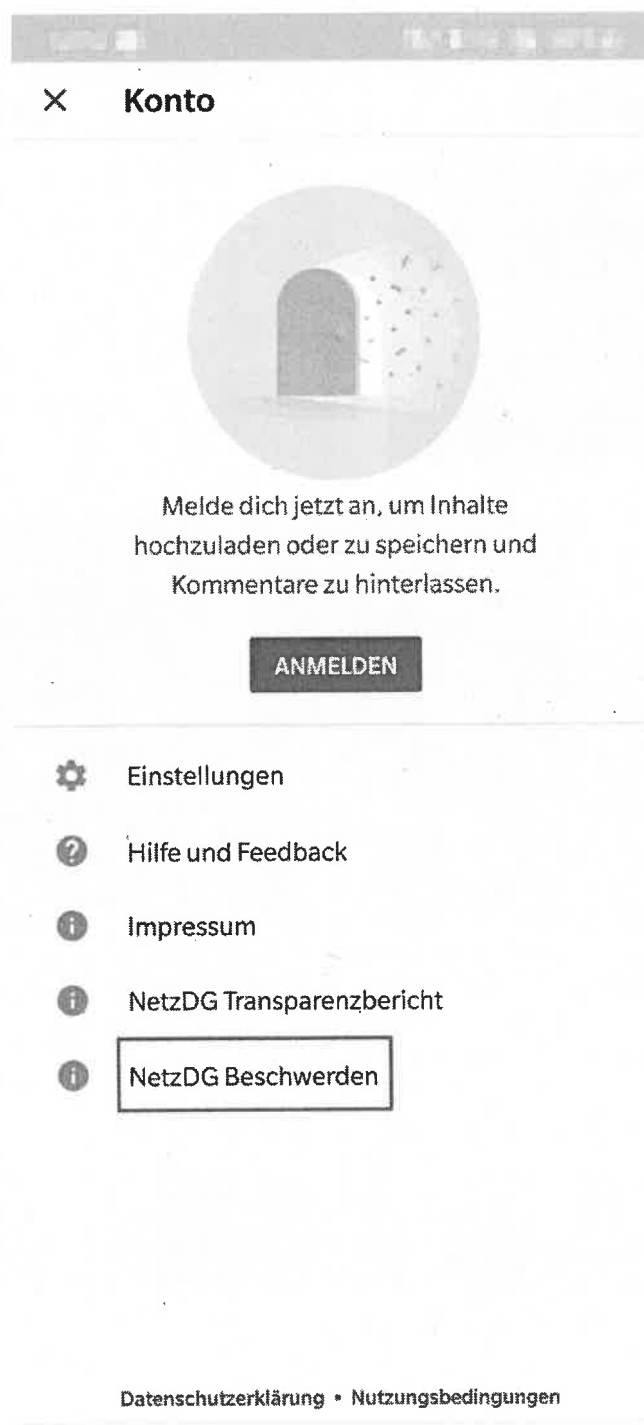 × Konto
Melde dich jetzt an, um Inhalte
hochzuladen oder zu speichern und
Kommentare zu hinterlassen.
ANMELDEN
Einstellungen
Hilfe und Feedback
Impressum
NetzDG Transparenzbericht
NetzDG Beschwerden
Datenschutzerklärung • Nutzungsbedingungen